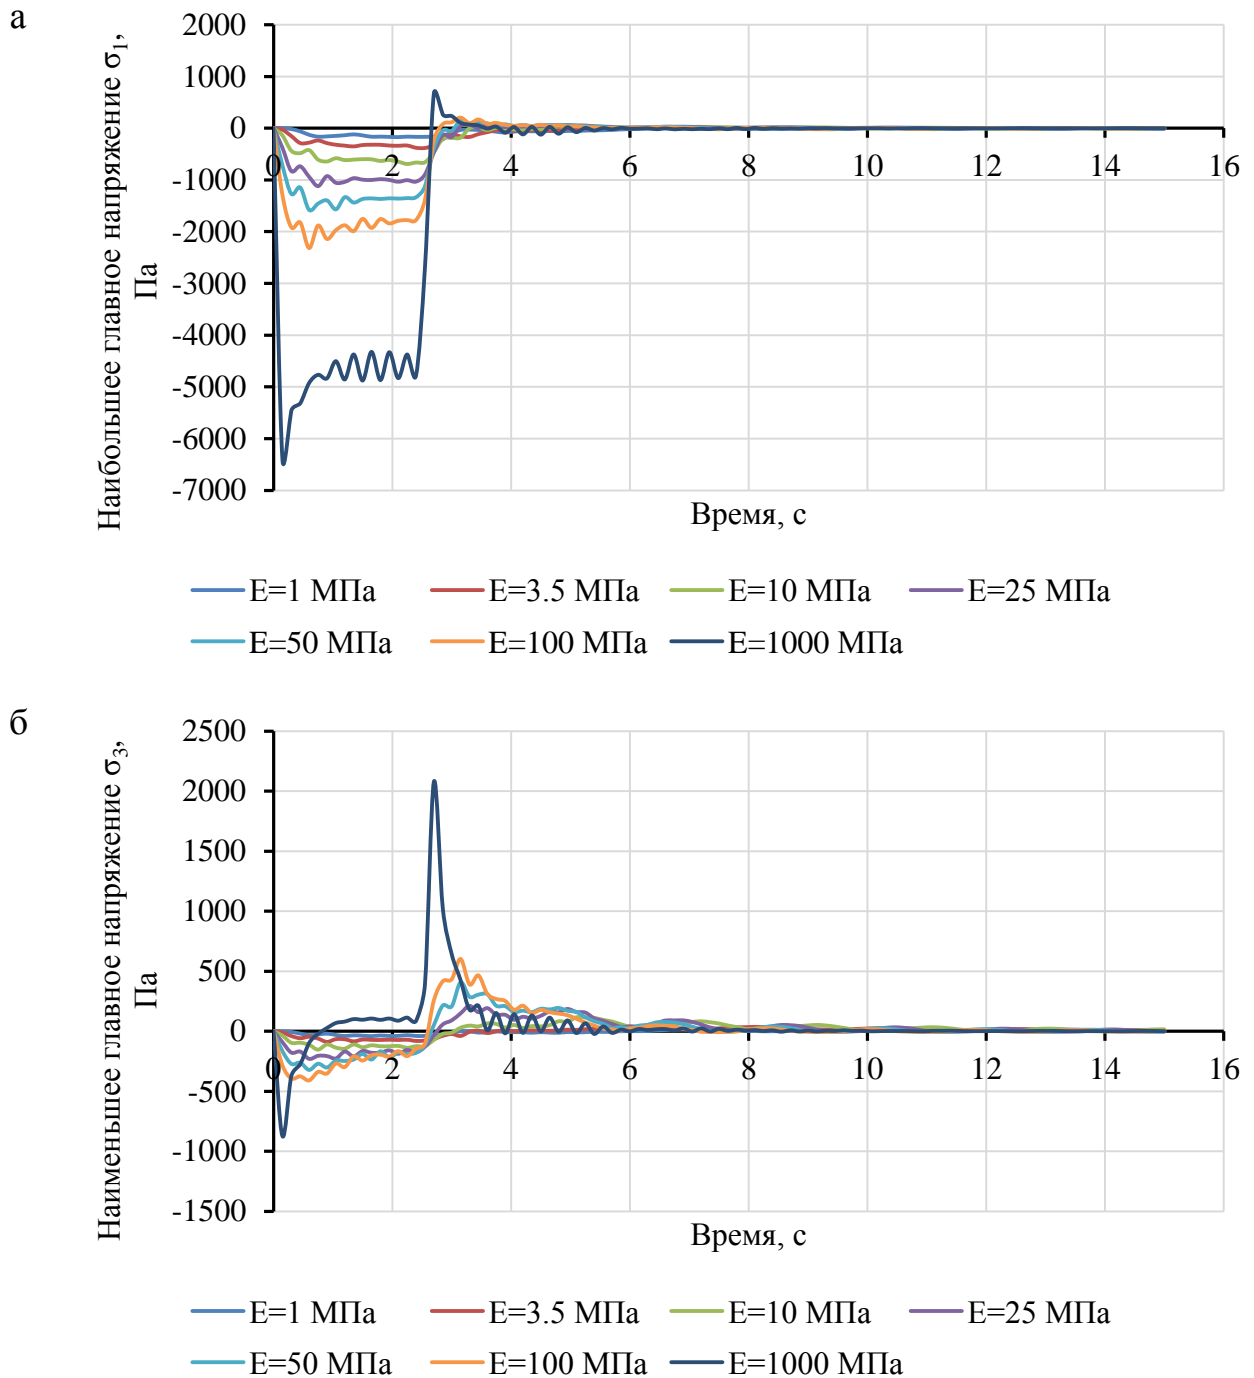 а
Наибольшее главное напряжение σ₁,
Па
2000
1000
0
-1000
-2000
-3000
-4000
-5000
-6000
-7000
0 2 4 6 8 10 12 14 16
Время, с
E=1 МПа E=3.5 МПа E=10 МПа E=25 МПа
E=50 МПа E=100 МПа E=1000 МПа
б
Наименьшее главное напряжение σ₃,
Па
2500
2000
1500
1000
500
0
-500
-1000
-1500
0 2 4 6 8 10 12 14 16
Время, с
E=1 МПа E=3.5 МПа E=10 МПа E=25 МПа
E=50 МПа E=100 МПа E=1000 МПа